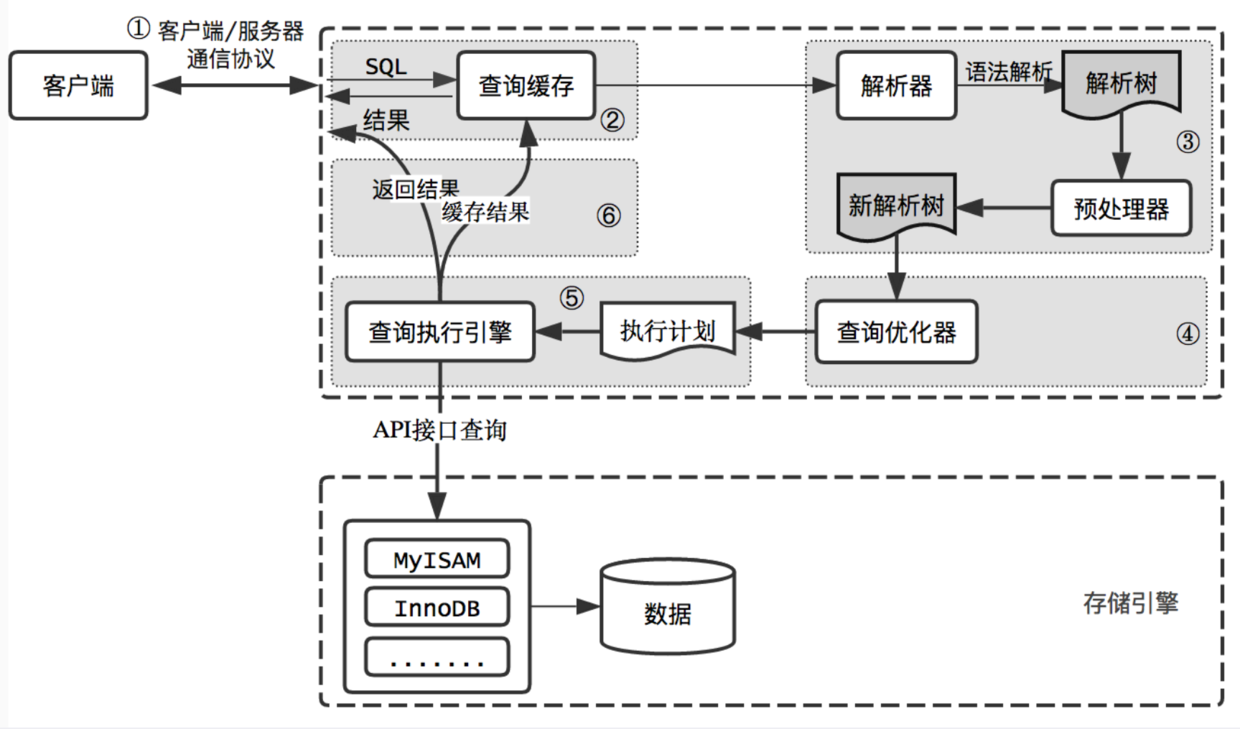 ① 客户端/服务器
通信协议
客户端
SQL
结果
查询缓存
②
解析器
语法解析
解析树
③
新解析树
预处理器
返回结果
缓存结果
⑥
查询执行引擎
⑤
执行计划
查询优化器
④
API接口查询
MyISAM
InnoDB
.......
数据
存储引擎